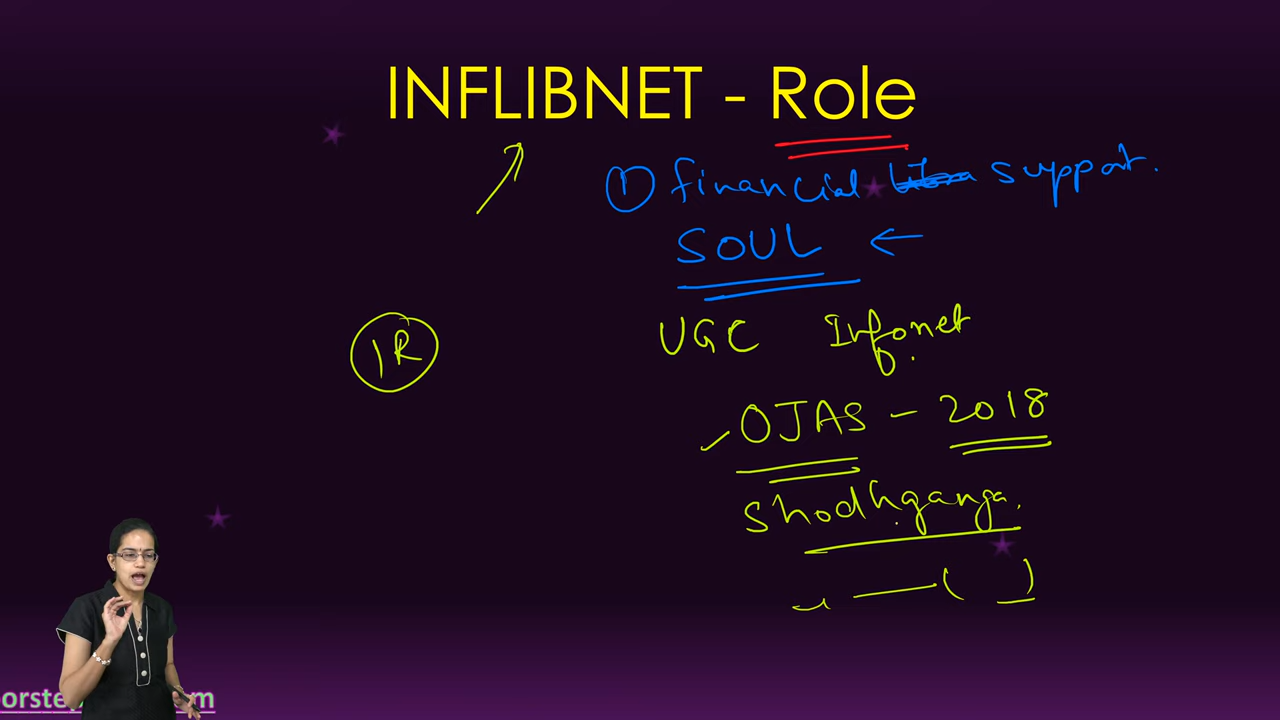 INFLIBNET - Role
① financial support.
SOUL ←
UGC Infonet
IR
OJAS - 2018
shodhganga.